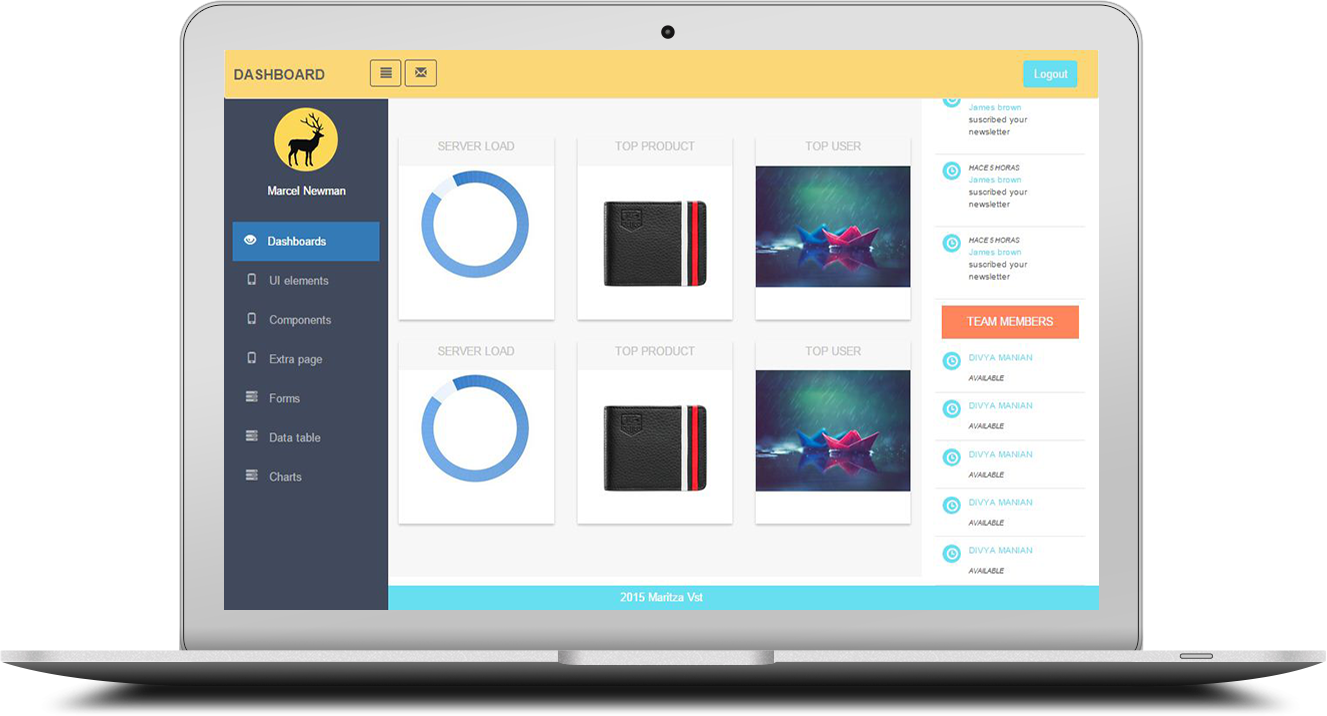 DASHBOARD
Logout
Marcel Newman
Dashboards
UI elements
Components
Extra page
Forms
Data table
Charts
SERVER LOAD
TOP PRODUCT
TOP USER
SERVER LOAD
TOP PRODUCT
TOP USER
James brown
suscribed your
newsletter
HACE 5 HORAS
James brown
suscribed your
newsletter
HACE 5 HORAS
James brown
suscribed your
newsletter
TEAM MEMBERS
DIVYA MANIAN
AVAILABLE
DIVYA MANIAN
AVAILABLE
DIVYA MANIAN
AVAILABLE
DIVYA MANIAN
AVAILABLE
DIVYA MANIAN
AVAILABLE
2015 Maritza Vst